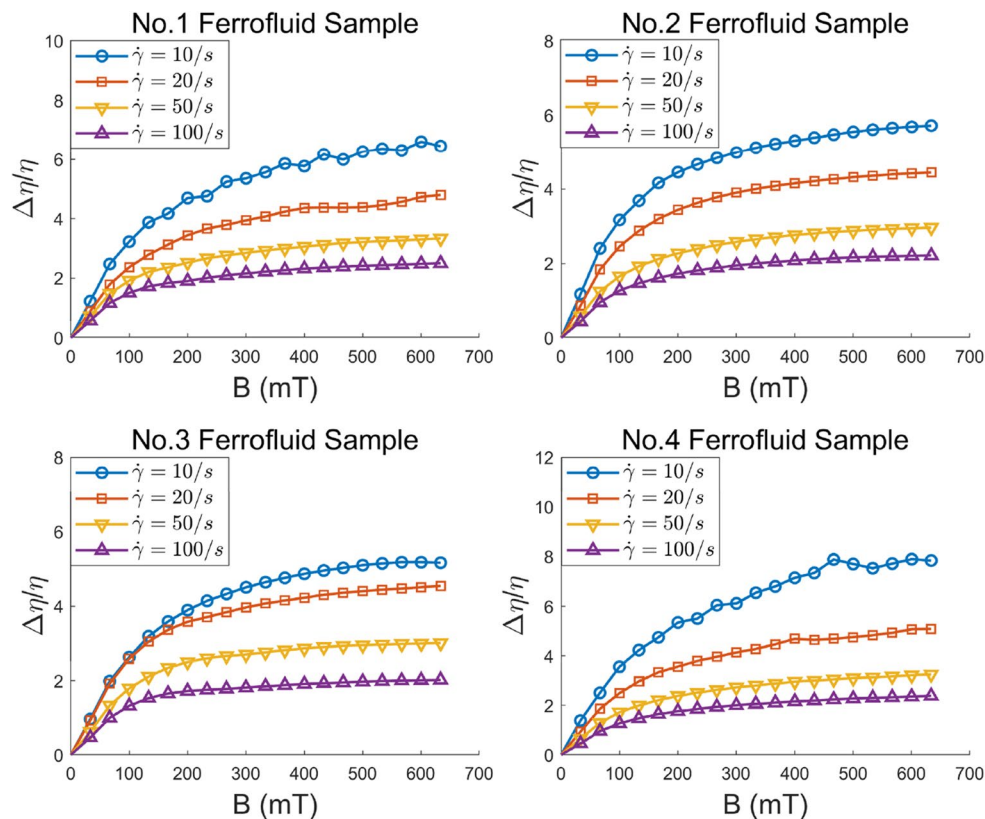 No.1 Ferrofluid Sample
Δη/η
10
8
6
4
2
0
γ̇ = 10/s
γ̇ = 20/s
γ̇ = 50/s
γ̇ = 100/s
0 100 200 300 400 500 600 700
B (mT)
No.2 Ferrofluid Sample
Δη/η
8
6
4
2
0
γ̇ = 10/s
γ̇ = 20/s
γ̇ = 50/s
γ̇ = 100/s
0 100 200 300 400 500 600 700
B (mT)
No.3 Ferrofluid Sample
Δη/η
8
6
4
2
0
γ̇ = 10/s
γ̇ = 20/s
γ̇ = 50/s
γ̇ = 100/s
0 100 200 300 400 500 600 700
B (mT)
No.4 Ferrofluid Sample
Δη/η
12
10
8
6
4
2
0
γ̇ = 10/s
γ̇ = 20/s
γ̇ = 50/s
γ̇ = 100/s
0 100 200 300 400 500 600 700
B (mT)